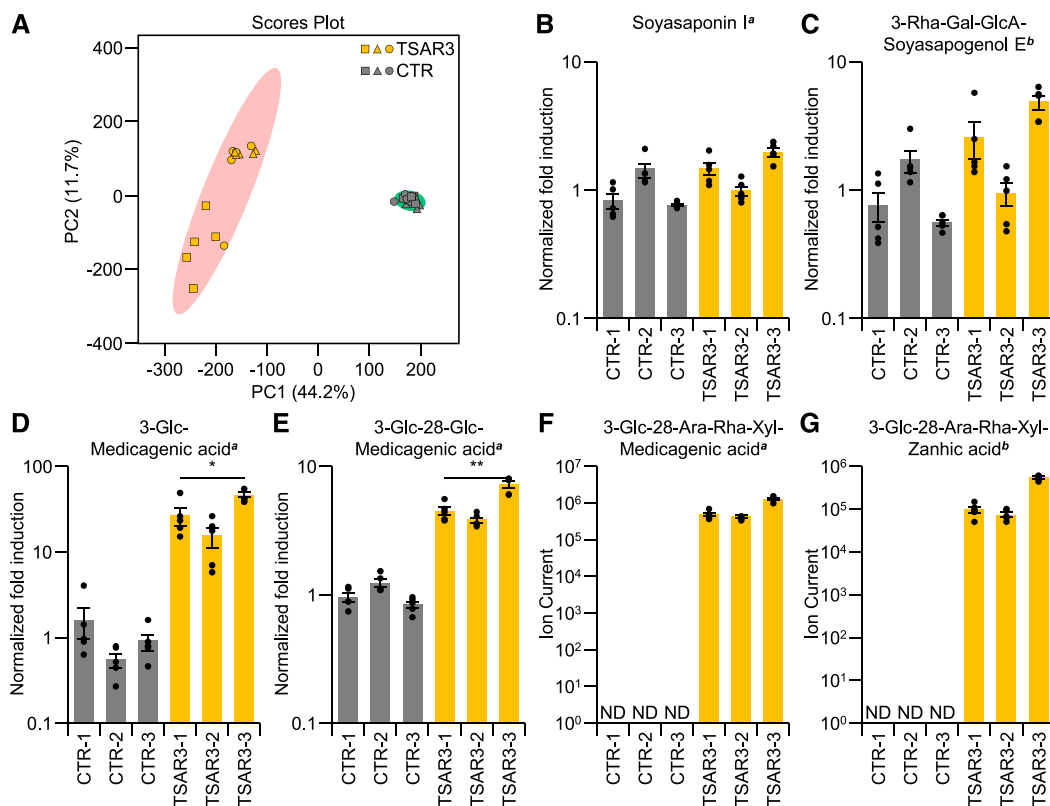 A
Scores Plot
400
200
0
-200
-400
PC2 (11.7%)
-300
-200
-100
0
100
200
PC1 (44.2%)
TSAR3
CTR
B
Soyasaponin Iᵃ
Normalized fold induction
10
1
0.1
CTR-1
CTR-2
CTR-3
TSAR3-1
TSAR3-2
TSAR3-3
C
3-Rha-Gal-GlcA-
Soyasapogenol Eᵇ
Normalized fold induction
10
1
0.1
CTR-1
CTR-2
CTR-3
TSAR3-1
TSAR3-2
TSAR3-3
D
3-Glc-
Medicagenic acidᵃ
Normalized fold induction
100
10
1
0.1
*
CTR-1
CTR-2
CTR-3
TSAR3-1
TSAR3-2
TSAR3-3
E
3-Glc-28-Glc-
Medicagenic acidᵃ
Normalized fold induction
10
1
0.1
**
CTR-1
CTR-2
CTR-3
TSAR3-1
TSAR3-2
TSAR3-3
F
3-Glc-28-Ara-Rha-Xyl-
Medicagenic acidᵃ
Ion Current
10⁷
10⁶
10⁵
10⁴
10³
10²
10¹
10⁰
ND ND ND
CTR-1
CTR-2
CTR-3
TSAR3-1
TSAR3-2
TSAR3-3
G
3-Glc-28-Ara-Rha-Xyl-
Zanhic acidᵇ
Ion Current
10⁶
10⁵
10⁴
10³
10²
10¹
10⁰
ND ND ND
CTR-1
CTR-2
CTR-3
TSAR3-1
TSAR3-2
TSAR3-3